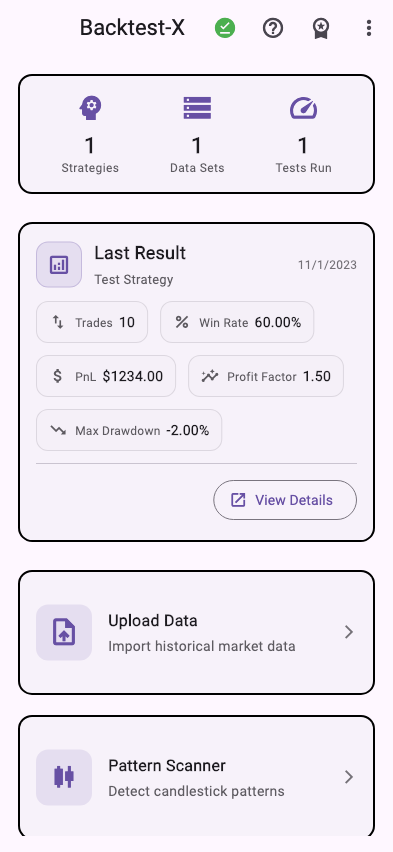 Backtest-X
1 1 1
Strategies Data Sets Tests Run
Last Result
Test Strategy
11/1/2023
Trades 10
Win Rate 60.00%
PnL $1234.00
Profit Factor 1.50
Max Drawdown -2.00%
View Details
Upload Data
Import historical market data
Pattern Scanner
Detect candlestick patterns